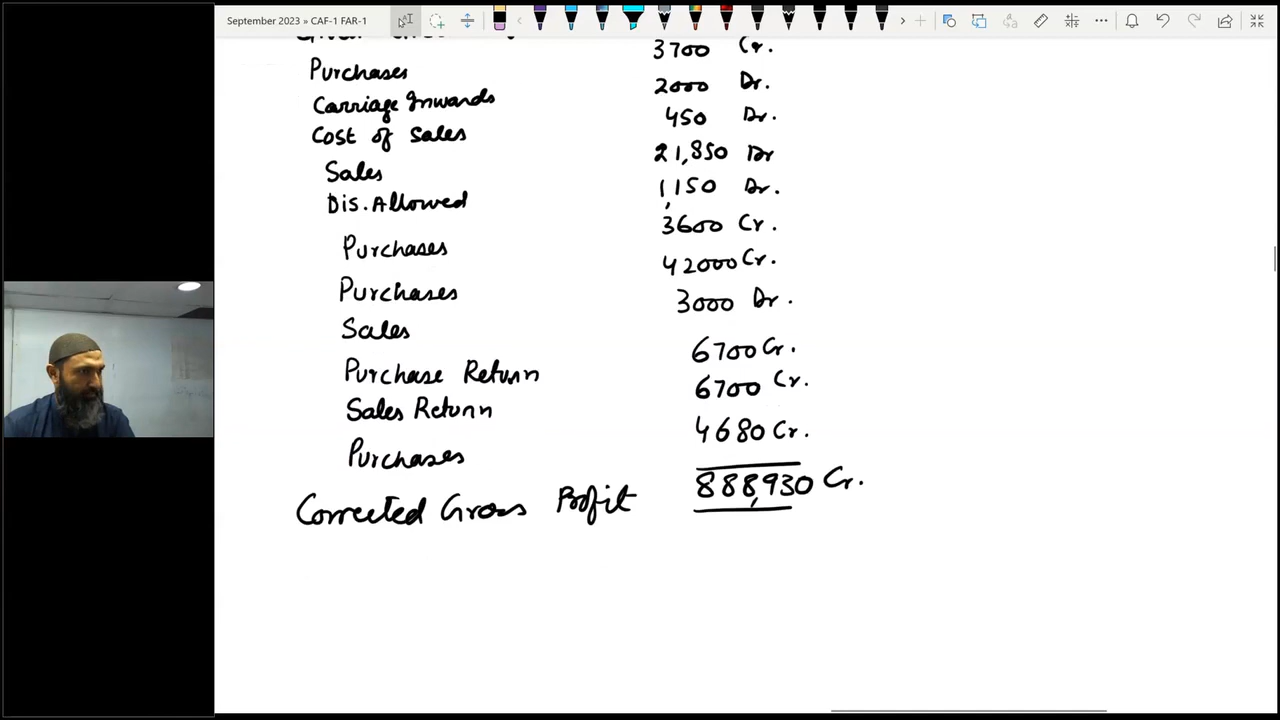 September 2023 » CAF-1 FAR-1
3700 Cr.
Purchases 2000 Dr.
Carriage Inwards 450 Dr.
Cost of Sales 21,850 Dr
Sales 1,150 Dr.
Dis. Allowed 3600 Cr.
Purchases 42000 Cr.
Purchases 3000 Dr.
Sales 6700 Cr.
Purchase Return 6700 Cr.
Sales Return 4680 Cr.
Purchases
Corrected Gross Profit 888,930 Cr.